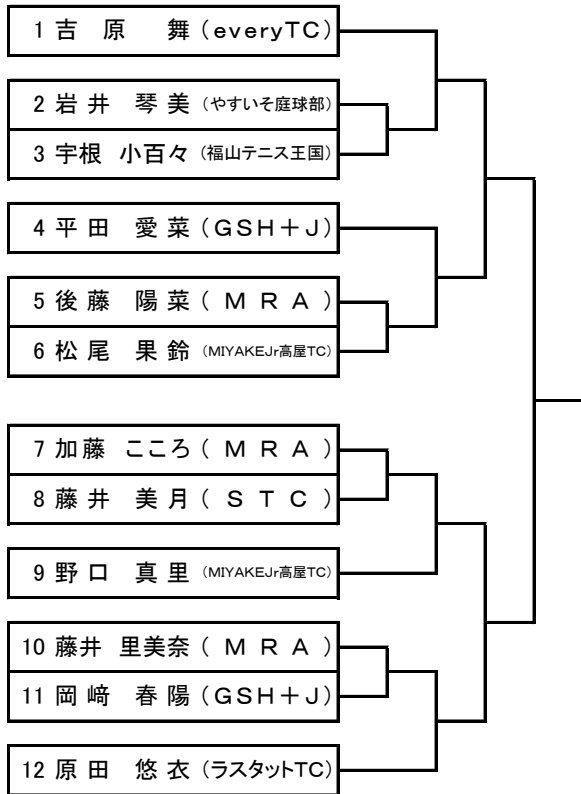 1 吉原 舞 (everyTC)
2 岩井 琴美 (やすいそ庭球部)
3 宇根 小百々 (福山テニス王国)
4 平田 愛菜 (GSH+J)
5 後藤 陽菜 (MRA)
6 松尾 果鈴 (MIYAKEJr高屋TC)
7 加藤 こころ (MRA)
8 藤井 美月 (STC)
9 野口 真里 (MIYAKEJr高屋TC)
10 藤井 里美奈 (MRA)
11 岡﨑 春陽 (GSH+J)
12 原田 悠衣 (ラスタットTC)